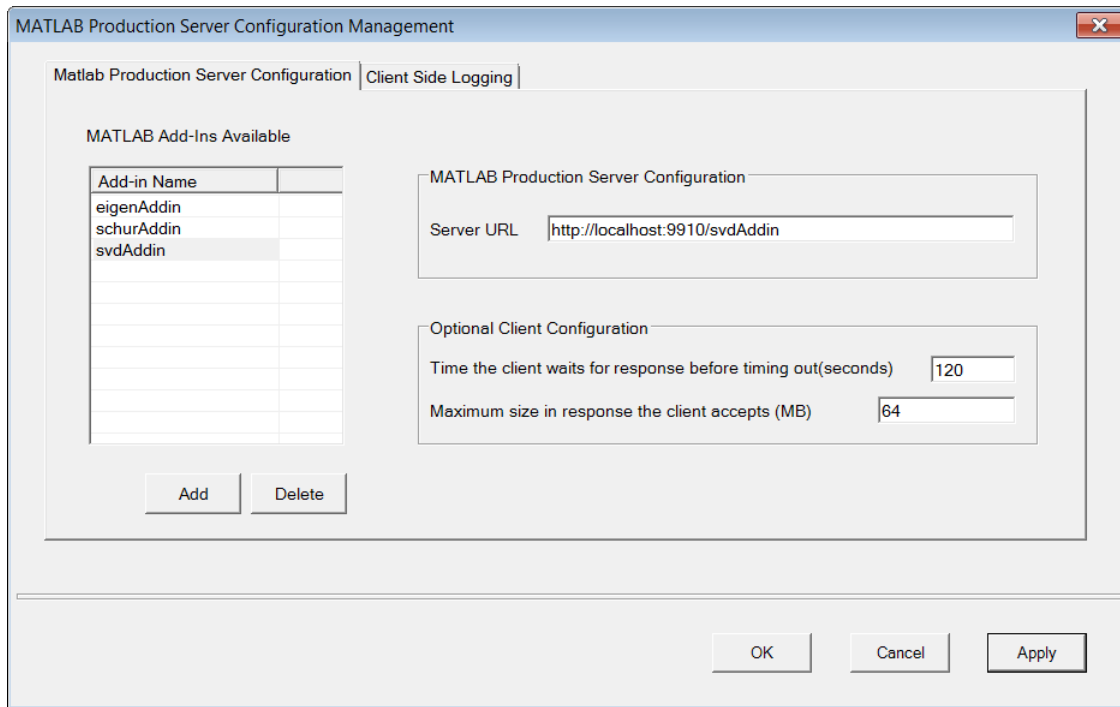 MATLAB Production Server Configuration Management
Matlab Production Server Configuration
Client Side Logging
MATLAB Add-Ins Available
Add-in Name
eigenAddin
schurAddin
svdAddin
Add
Delete
MATLAB Production Server Configuration
Server URL http://localhost:9910/svdAddin
Optional Client Configuration
Time the client waits for response before timing out(seconds) 120
Maximum size in response the client accepts (MB) 64
OK
Cancel
Apply